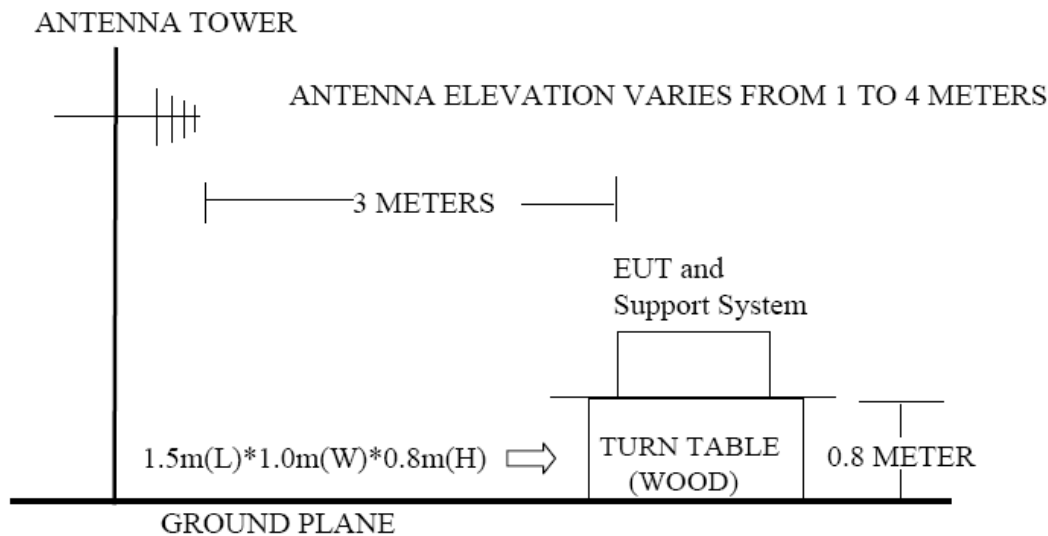 ANTENNA TOWER
ANTENNA ELEVATION VARIES FROM 1 TO 4 METERS
3 METERS
EUT and
Support System
1.5m(L)*1.0m(W)*0.8m(H)
TURN TABLE
(WOOD)
0.8 METER
GROUND PLANE